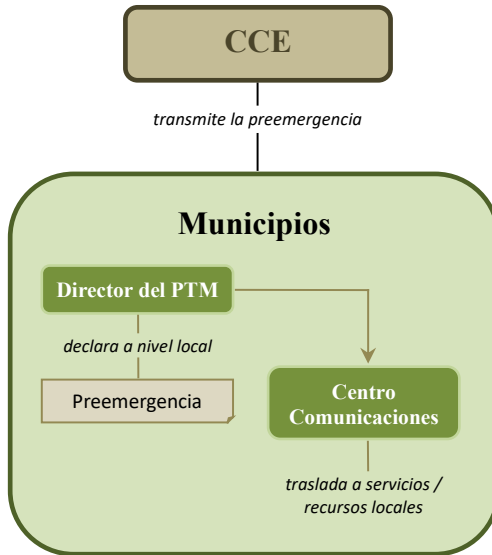 CCE
transmite la preemergencia
Municipios
Director del PTM
declara a nivel local
Preemergencia
Centro
Comunicaciones
traslada a servicios /
recursos locales